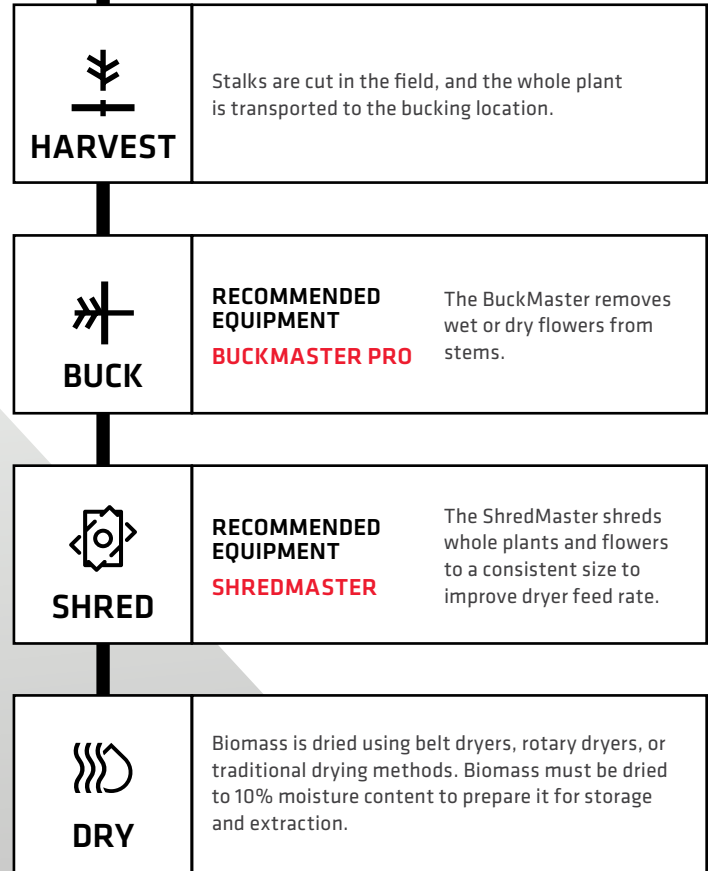 HARVEST
Stalks are cut in the field, and the whole plant
is transported to the bucking location.
BUCK
RECOMMENDED
EQUIPMENT
BUCKMASTER PRO
The BuckMaster removes
wet or dry flowers from
stems.
SHRED
RECOMMENDED
EQUIPMENT
SHREDMASTER
The ShredMaster shreds
whole plants and flowers
to a consistent size to
improve dryer feed rate.
DRY
Biomass is dried using belt dryers, rotary dryers, or
traditional drying methods. Biomass must be dried
to 10% moisture content to prepare it for storage
and extraction.